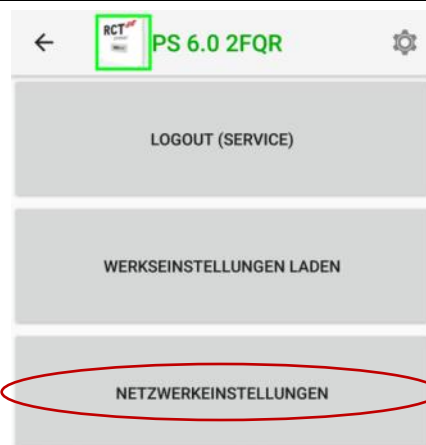 RCT
PS 6.0 2FQR
LOGOUT (SERVICE)
WERKSEINSTELLUNGEN LADEN
NETZWERKEINSTELLUNGEN